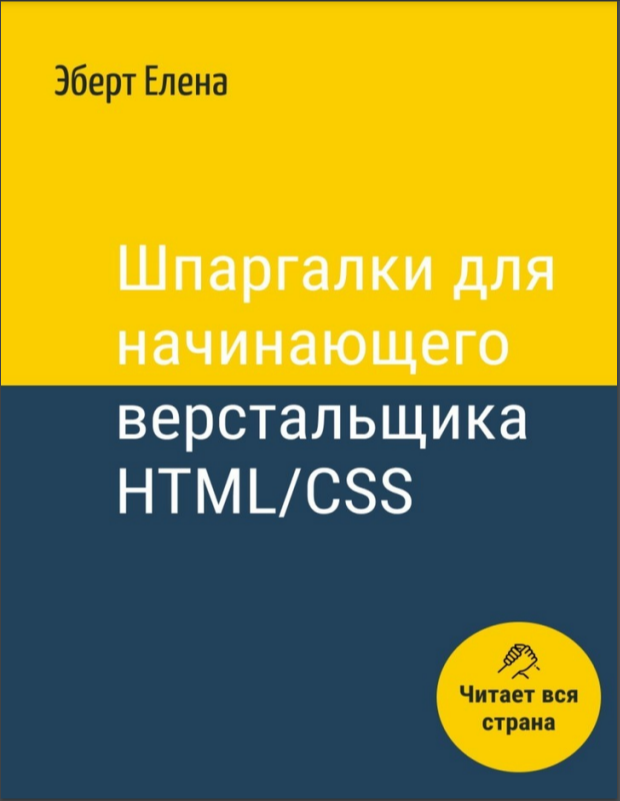 Эберт Елена
Шпаргалки для
начинающего
верстальщика
HTML/CSS
Читает вся
страна